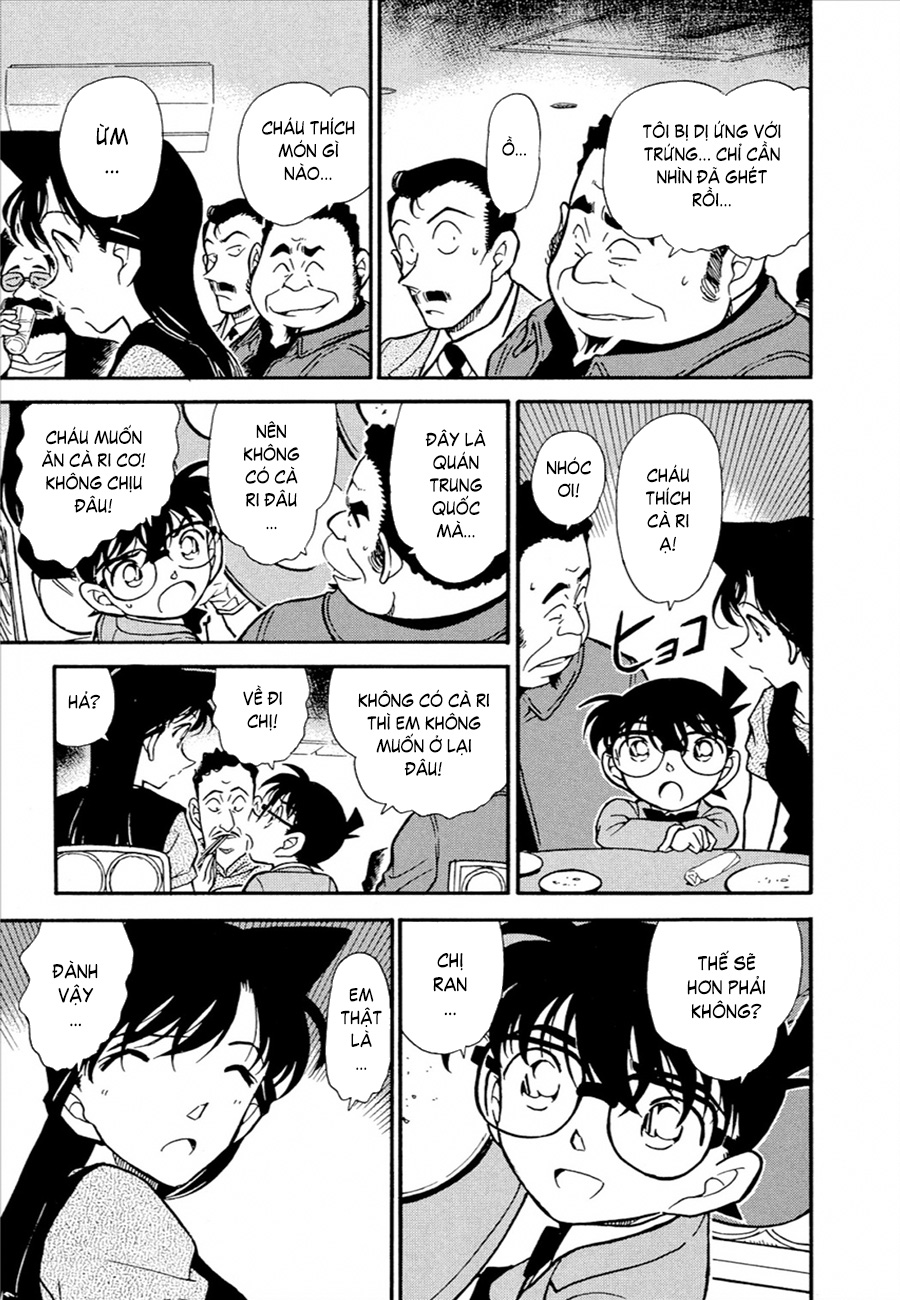 TÔI BỊ DỊ ỨNG VỚI
TRỨNG... CHỈ CẦN
NHÌN ĐÃ GHÉT
RỒI...
Ồ...
CHÁU THÍCH
MÓN GÌ
NÀO...
ỪM
...
CHÁU
THÍCH
CÀ RI
Ạ!
NHÓC
ƠI!
ヒョコッ
ĐÂY LÀ
QUÁN
TRUNG
QUỐC
MÀ...
NÊN
KHÔNG
CÓ CÀ
RI ĐÂU
...
CHÁU MUỐN
ĂN CÀ RI CƠ!
KHÔNG CHỊU
ĐÂU!
KHÔNG CÓ CÀ RI
THÌ EM KHÔNG
MUỐN Ở LẠI
ĐÂU!
VỀ ĐI
CHỊ!
HẢ?
THẾ SẼ
HƠN PHẢI
KHÔNG?
CHỊ
RAN
...
EM
THẬT
LÀ
...
ĐÀNH
VẬY
...